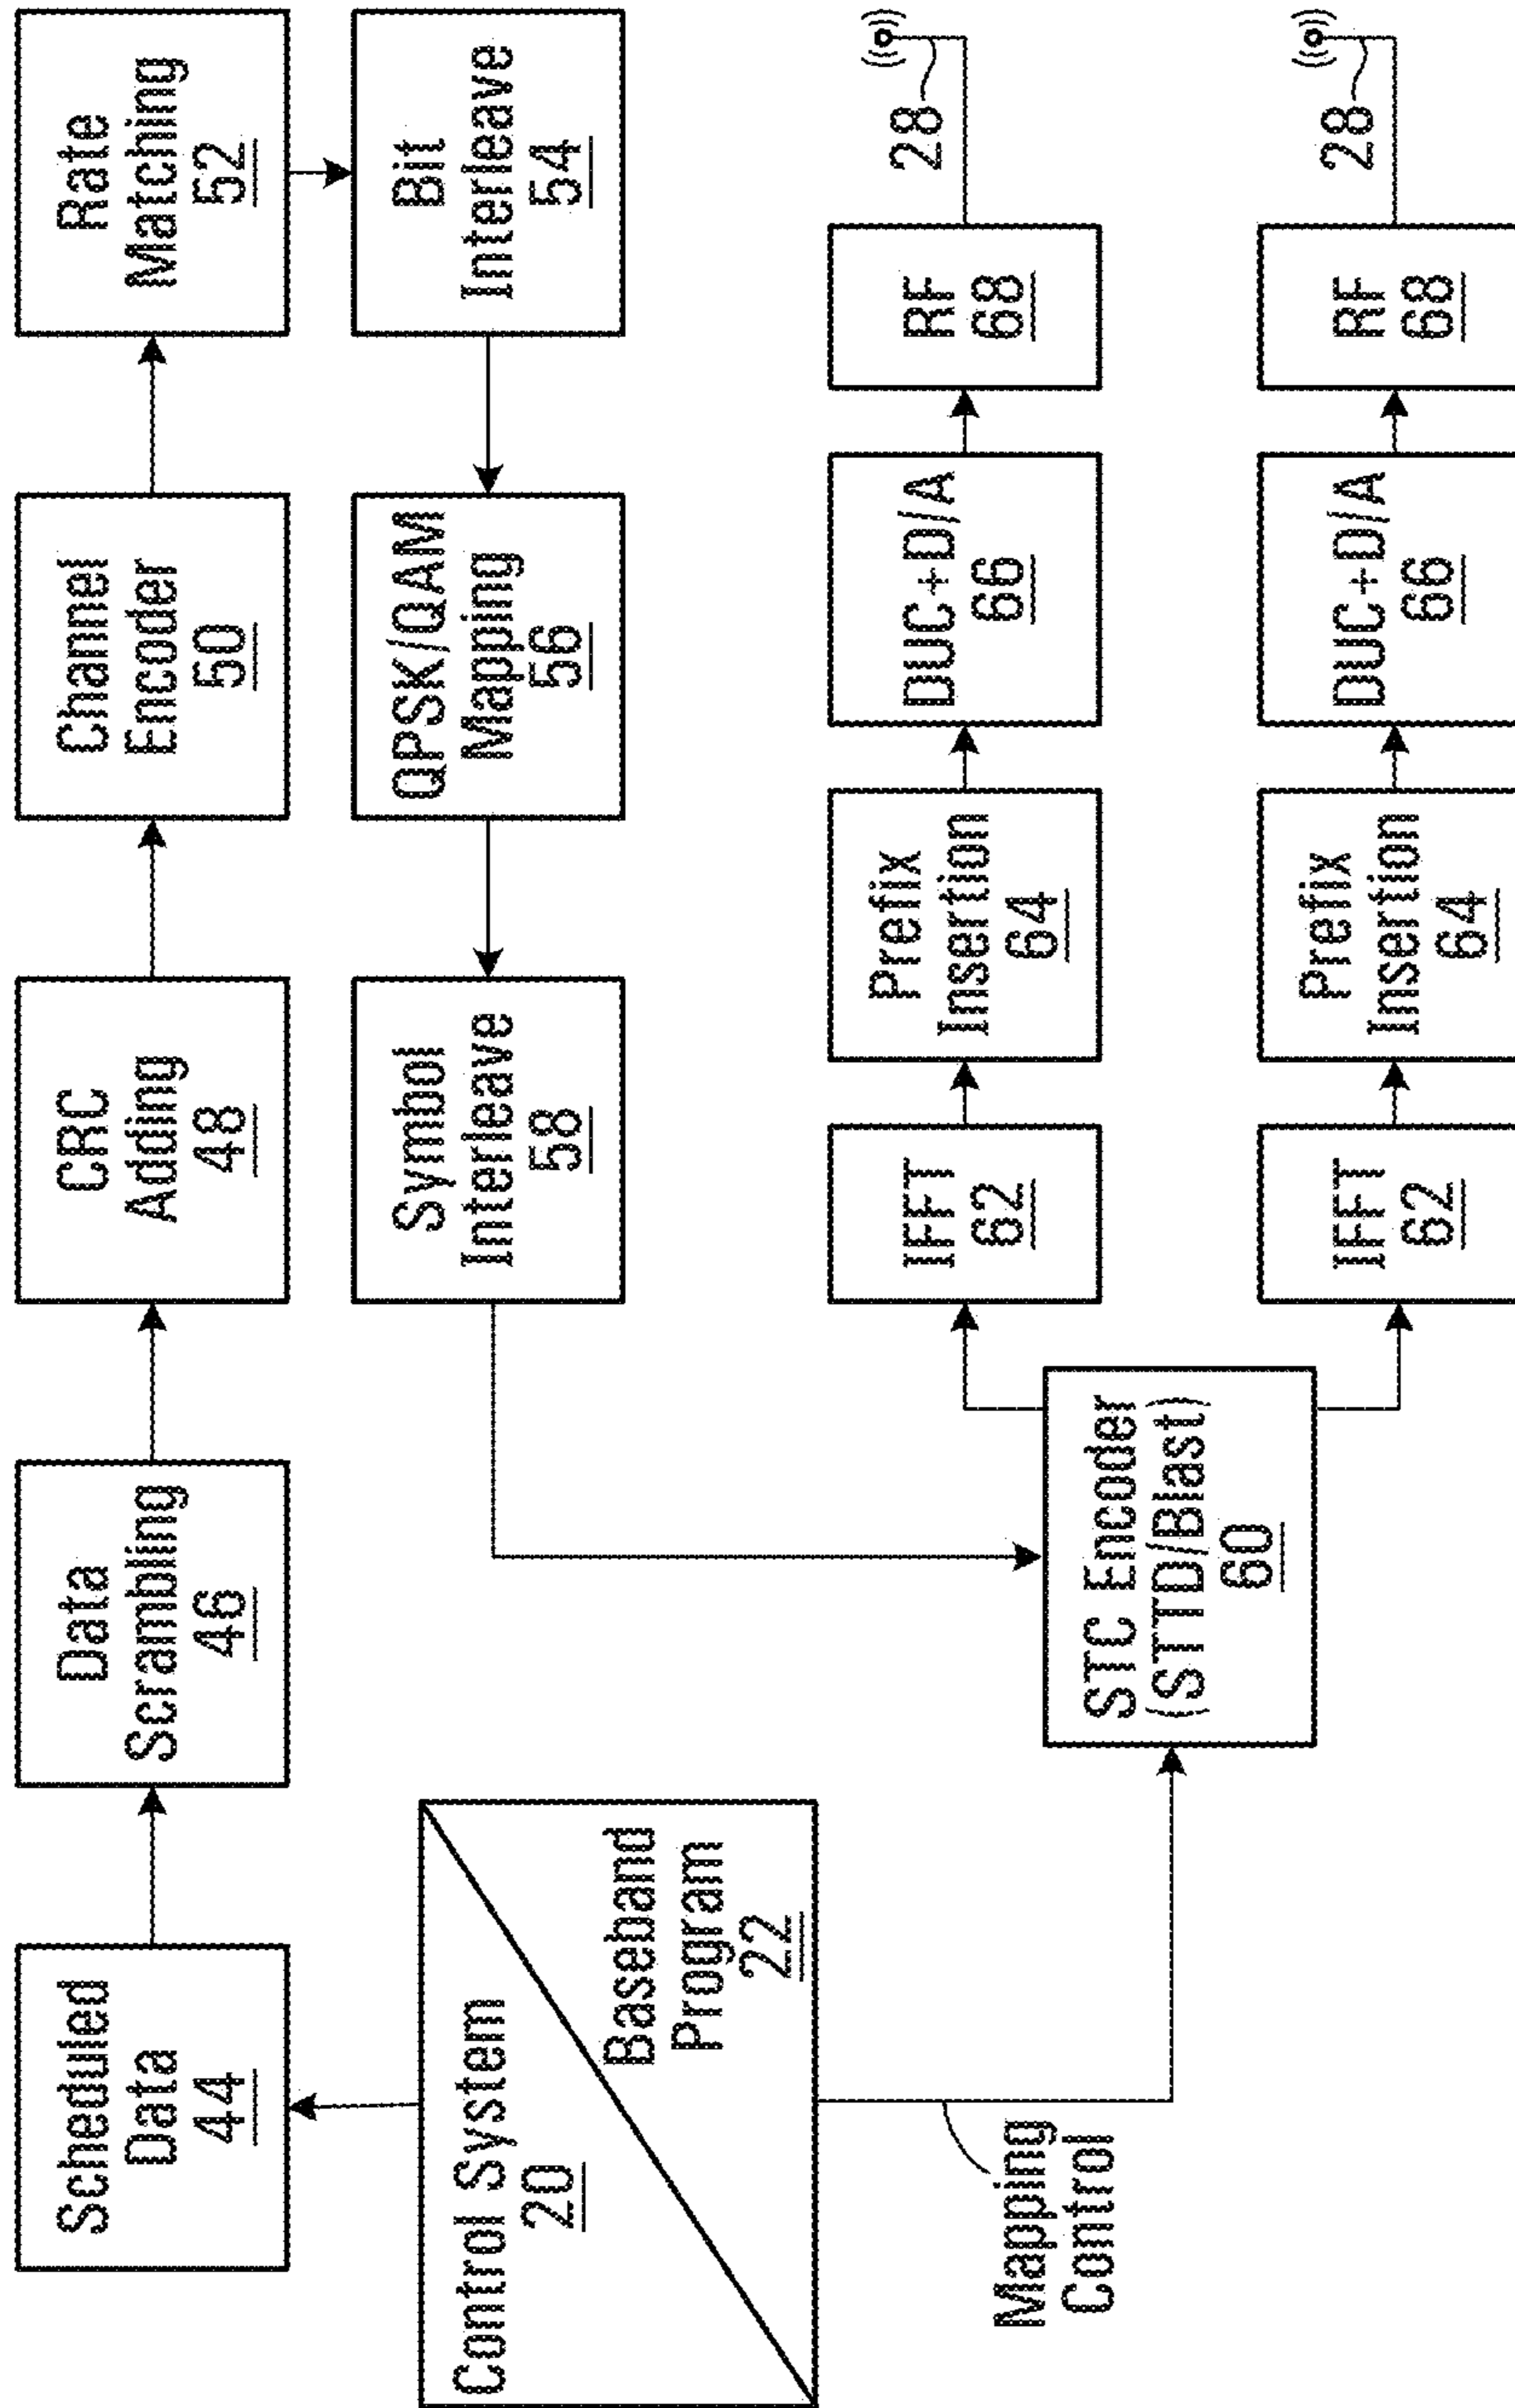 Scheduled
Data
44
Data
Scrambling
46
CRC
Adding
48
Channel
Encoder
50
Rate
Matching
52
Control System
20
Baseband
Program
22
Symbol
Interleave
58
QPSK/QAM
Mapping
56
Bit
Interleave
54
Mapping
Control
STC Encoder
(STTD/Blast)
60
IFFT
62
Prefix
Insertion
64
DUC+D/A
66
RF
68
28
IFFT
62
Prefix
Insertion
64
DUC+D/A
66
RF
68
28